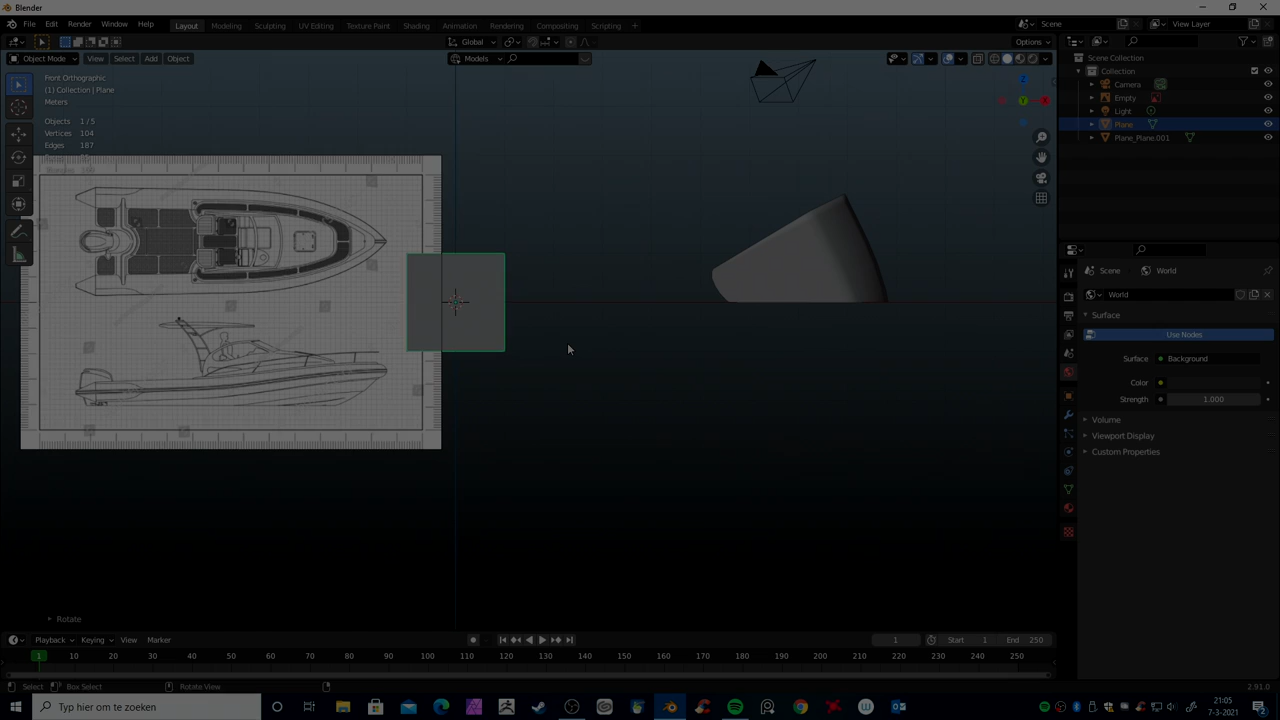 Blender
File Edit Render Window Help
Layout Modeling Sculpting UV Editing Texture Paint Shading Animation Rendering Compositing Scripting +
Scene
View Layer
Global
Options
Object Mode View Select Add Object
Models
Front Orthographic
(1) Collection | Plane
Meters
Objects 1 / 5
Vertices 104
Edges 187
Scene Collection
Collection
Camera
Empty
Light
Plane
Plane_Plane.001
Scene World
World
Surface
Use Nodes
Surface Background
Color
Strength 1.000
Volume
Viewport Display
Custom Properties
Rotate
Playback Keying View Marker
1 Start 1 End 250
1 10 20 30 40 50 60 70 80 90 100 110 120 130 140 150 160 170 180 190 200 210 220 230 240 250
Select Box Select Rotate View
2.91.0
Typ hier om te zoeken
21:05
7-3-2021
2